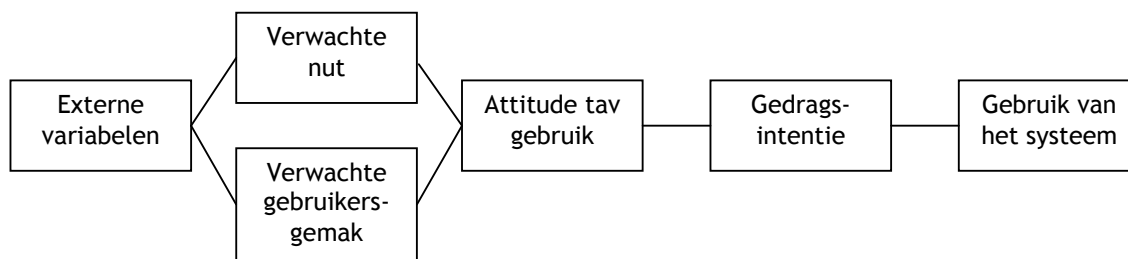 Externe
variabelen
Verwachte
nut
Verwachte
gebruikers-
gemak
Attitude tav
gebruik
Gedrags-
intentie
Gebruik van
het systeem